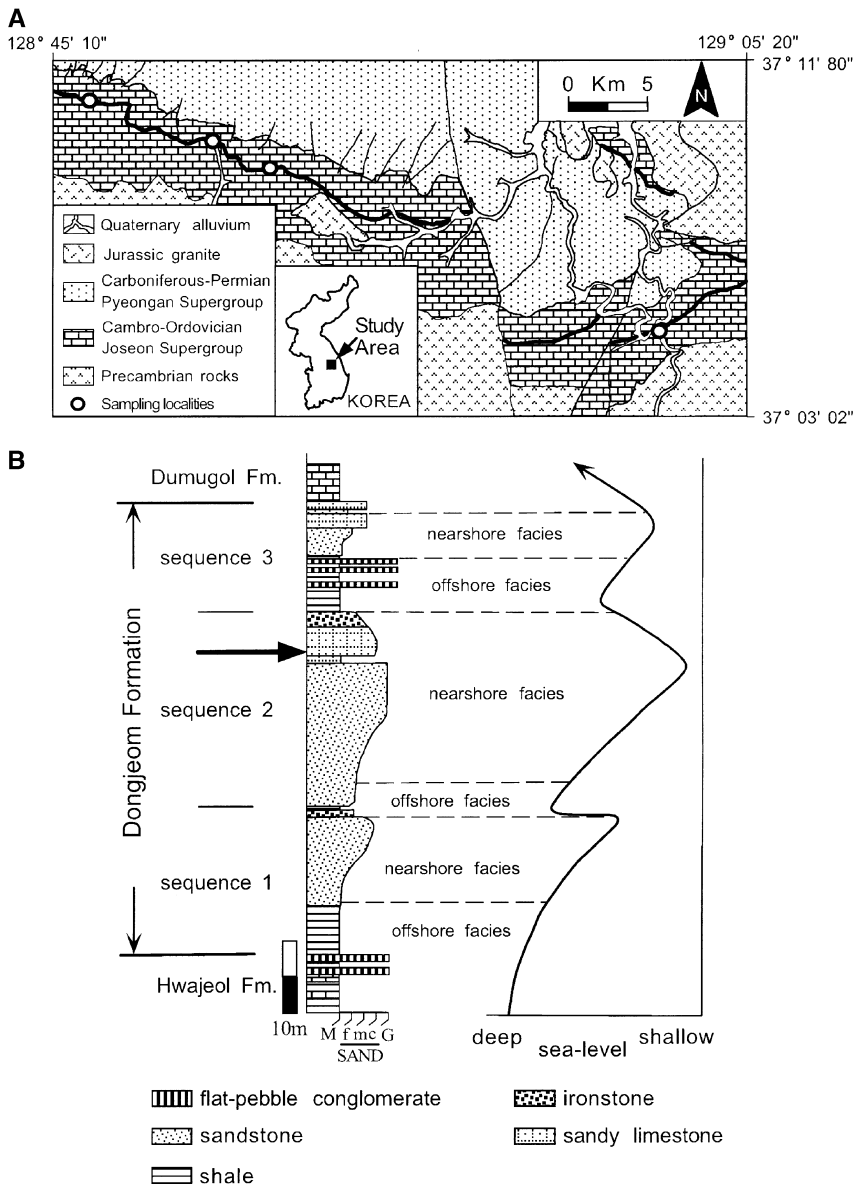 A
128° 45' 10"
129° 05' 20"
37° 11' 80"
0 Km 5
N
Quaternary alluvium
Jurassic granite
Carboniferous-Permian
Pyeongan Supergroup
Cambro-Ordovician
Joseon Supergroup
Precambrian rocks
Sampling localities
Study
Area
KOREA
37° 03' 02"
B
Dumugol Fm.
nearshore facies
sequence 3
offshore facies
Dongjeom Formation
nearshore facies
sequence 2
offshore facies
nearshore facies
sequence 1
offshore facies
Hwajeol Fm.
10m
M f m c G
SAND
deep
shallow
sea-level
flat-pebble conglomerate
ironstone
sandstone
sandy limestone
shale